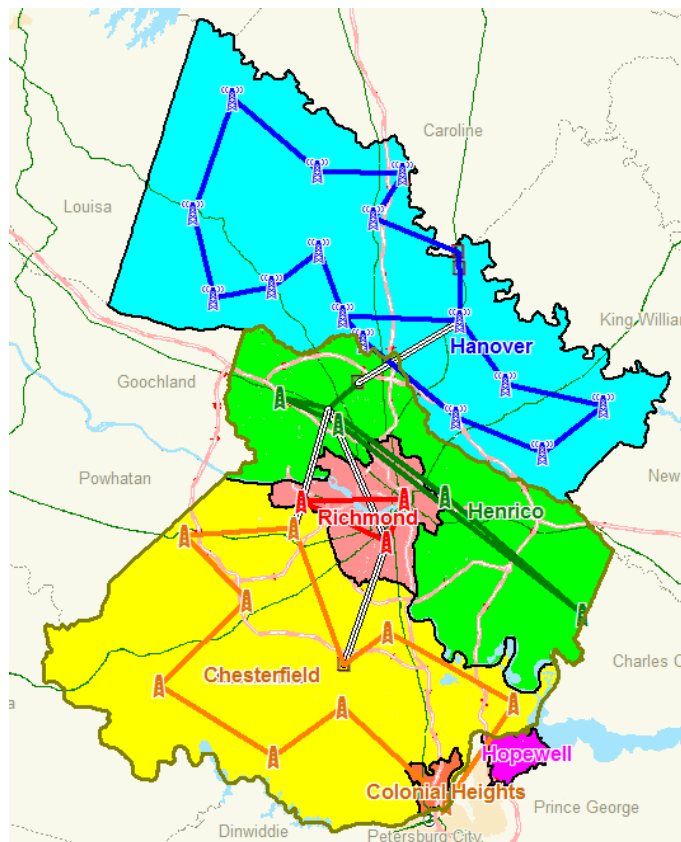 Caroline
Louisa
King Willian
Hanover
Goochland
Powhatan
New
Henrico
Richmond
Charles C
Chesterfield
a
Hopewell
Colonial Heights
Prince George
Dinwiddie
Petersburg City,